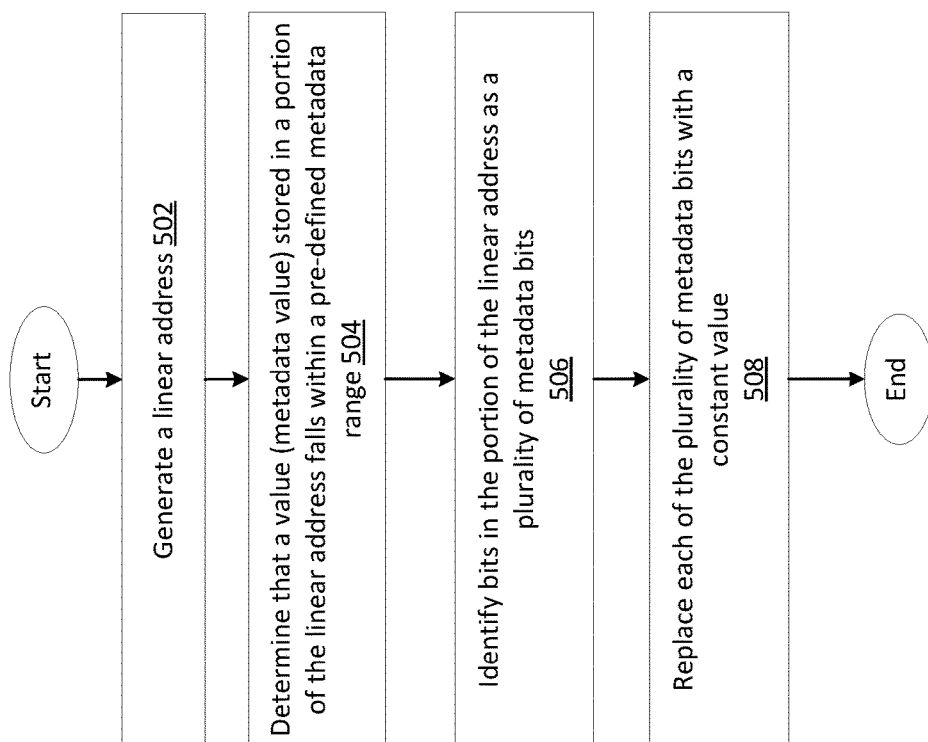 Start
Generate a linear address 502
Determine that a value (metadata value) stored in a portion
of the linear address falls within a pre-defined metadata
range 504
Identify bits in the portion of the linear address as a
plurality of metadata bits
506
Replace each of the plurality of metadata bits with a
constant value
508
End